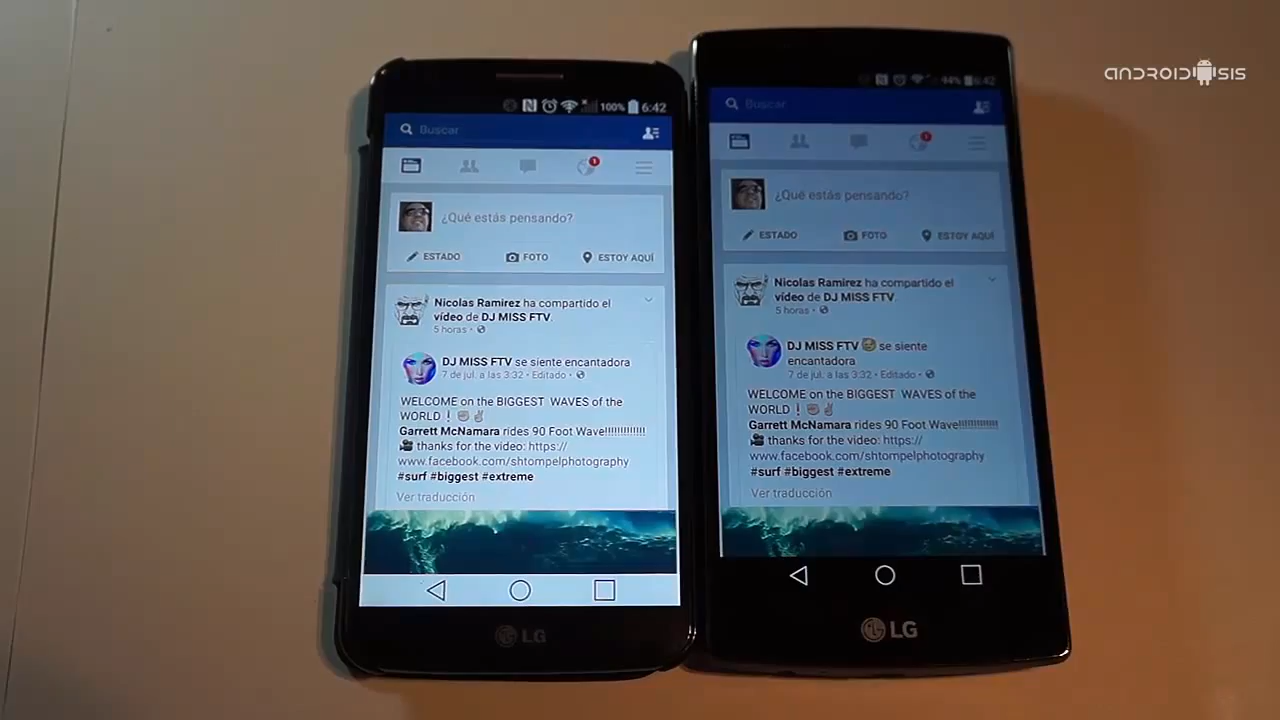 ANDROIDSIS
100% 6:42
Buscar
1
¿Qué estás pensando?
ESTADO FOTO ESTOY AQUÍ
Nicolas Ramirez ha compartido el
vídeo de DJ MISS FTV.
5 horas •
DJ MISS FTV se siente encantadora
7 de jul. a las 3:32 • Editado •
WELCOME on the BIGGEST WAVES of the
WORLD ❗ ✊ ✌
Garrett McNamara rides 90 Foot Wave!!!!!!!!!!!!!
🎥 thanks for the video: https://
www.facebook.com/shtompelphotography
#surf #biggest #extreme
Ver traducción
LG
44% 6:42
Buscar
1
¿Qué estás pensando?
ESTADO FOTO ESTOY AQUÍ
Nicolas Ramirez ha compartido el
vídeo de DJ MISS FTV.
5 horas •
DJ MISS FTV se siente
encantadora
7 de jul. a las 3:32 • Editado •
WELCOME on the BIGGEST WAVES of the
WORLD ❗ ✊ ✌
Garrett McNamara rides 90 Foot Wave!!!!!!!!!!!!!
🎥 thanks for the video: https://
www.facebook.com/shtompelphotography
#surf #biggest #extreme
Ver traducción
LG